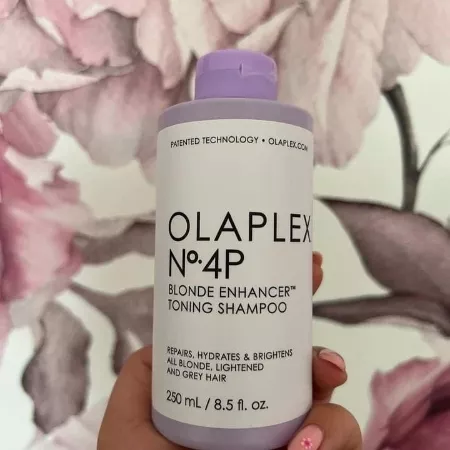 PATENTED TECHNOLOGY • OLAPLEX.COM
OLAPLEX
Nº.4P
BLONDE ENHANCER™
TONING SHAMPOO
REPAIRS, HYDRATES & BRIGHTENS
ALL BLONDE, LIGHTENED
AND GREY HAIR
250 mL / 8.5 fl. oz.